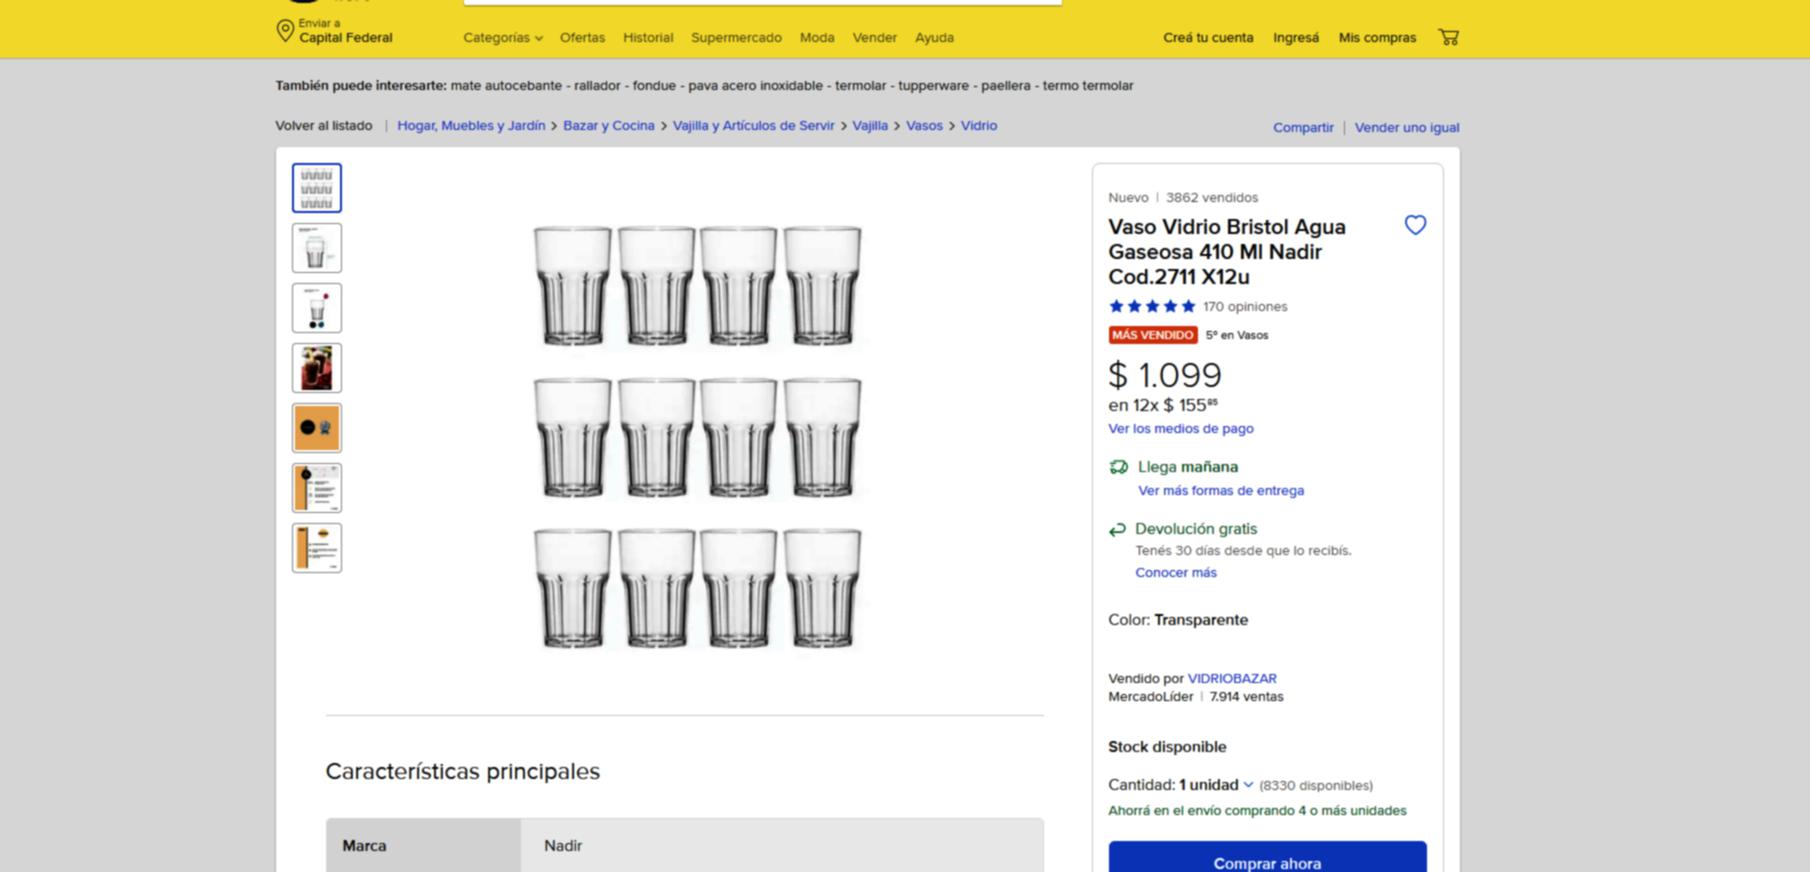 Enviar a
Capital Federal
Categorías
Ofertas
Historial
Supermercado
Moda
Vender
Ayuda
Creá tu cuenta
Ingresá
Mis compras
También puede interesarte: mate autocebante - rallador - fondue - pava acero inoxidable - termolar - tupperware - paellera - termo termolar
Volver al listado | Hogar, Muebles y Jardín > Bazar y Cocina > Vajilla y Artículos de Servir > Vajilla > Vasos > Vidrio
Compartir | Vender uno igual
Nuevo | 3862 vendidos
Vaso Vidrio Bristol Agua
Gaseosa 410 Ml Nadir
Cod.2711 X12u
170 opiniones
MÁS VENDIDO 5º en Vasos
$ 1.099
en 12x $ 155⁸⁵
Ver los medios de pago
Llega mañana
Ver más formas de entrega
Devolución gratis
Tenés 30 días desde que lo recibís.
Conocer más
Color: Transparente
Vendido por VIDRIOBAZAR
MercadoLíder | 7.914 ventas
Stock disponible
Cantidad: 1 unidad (8330 disponibles)
Ahorrá en el envío comprando 4 o más unidades
Comprar ahora
Características principales
Marca
Nadir